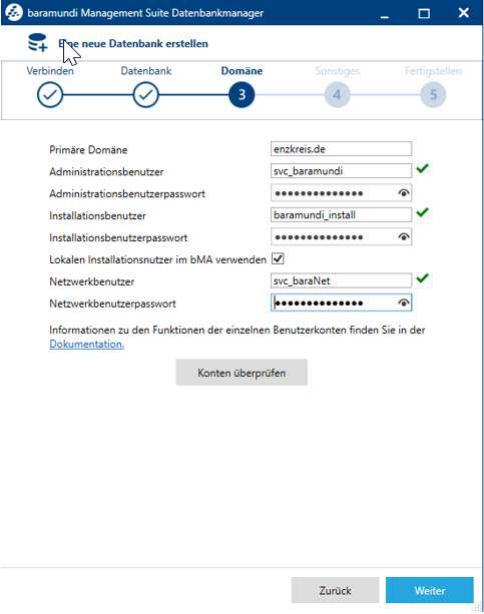 baramundi Management Suite Datenbankmanager
Eine neue Datenbank erstellen
Verbinden Datenbank Domäne Sonstiges Fertigstellen
3 4 5
Primäre Domäne enzkreis.de
Administrationsbenutzer svc_baramundi
Administrationsbenutzerpasswort
Installationsbenutzer baramundi_install
Installationsbenutzerpasswort
Lokalen Installationsnutzer im bMA verwenden
Netzwerkbenutzer svc_baraNet
Netzwerkbenutzerpasswort
Informationen zu den Funktionen der einzelnen Benutzerkonten finden Sie in der
Dokumentation.
Konten überprüfen
Zurück Weiter